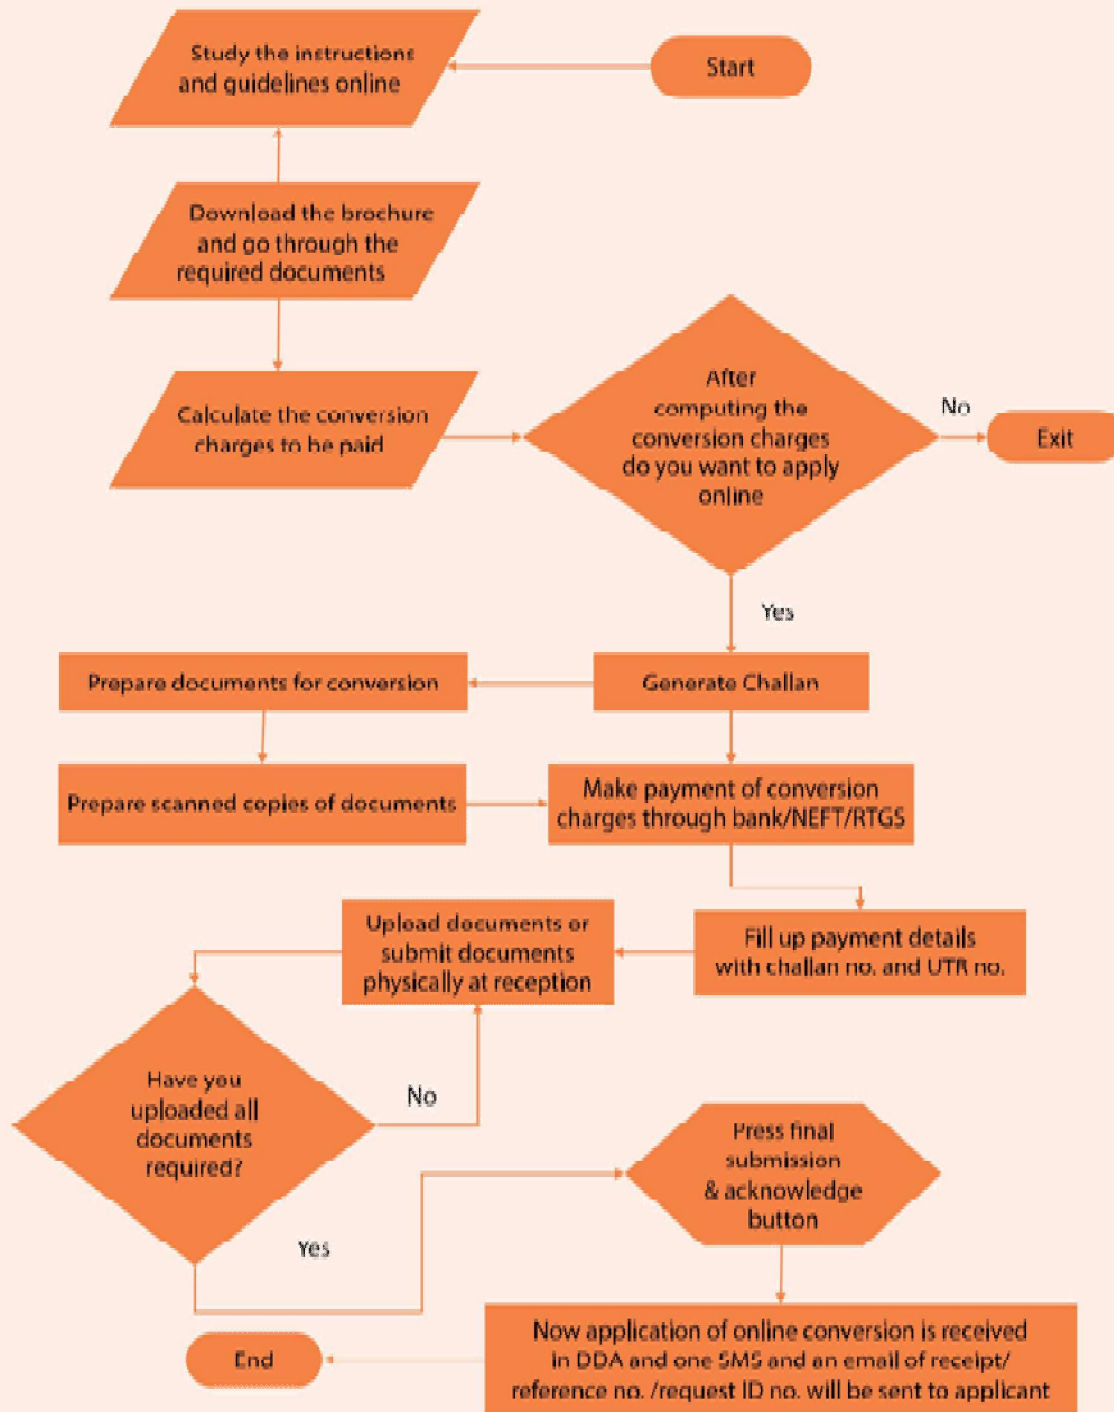 Study the instructions
and guidelines online
Start
Download the brochure
and go through the
required documents
Calculate the conversion
charges to be paid
After
computing the
conversion charges
do you want to apply
online
No
Exit
Yes
Prepare documents for conversion
Generate Challan
Prepare scanned copies of documents
Make payment of conversion
charges through bank/NEFT/RTGS
Upload documents or
submit documents
physically at reception
Fill up payment details
with challan no. and UTR no.
Have you
uploaded all
documents
required?
No
Press final
submission
& acknowledge
button
Yes
End
Now application of online conversion is received
in DDA and one SMS and an email of receipt/
reference no. /request ID no. will be sent to applicant